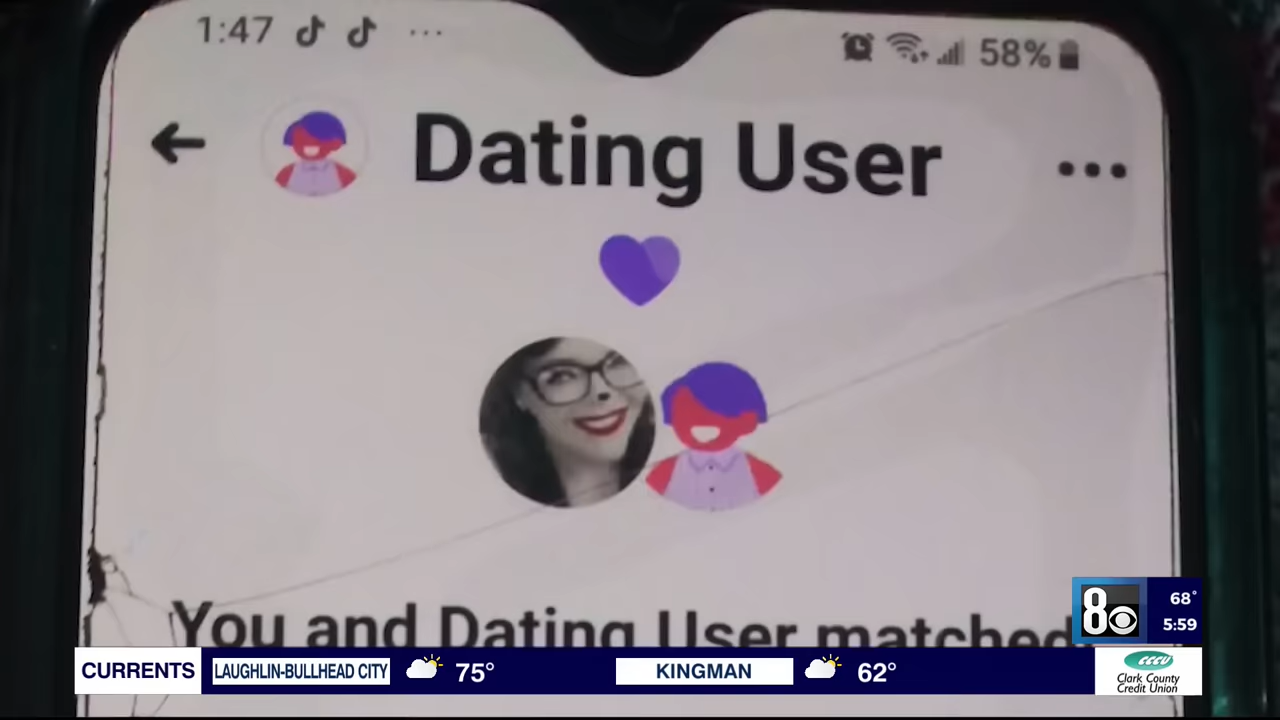 1:47
58%
Dating User
You and Dating User matched
8
68°
5:59
CURRENTS LAUGHLIN-BULLHEAD CITY 75° KINGMAN 62°
Clark County
Credit Union